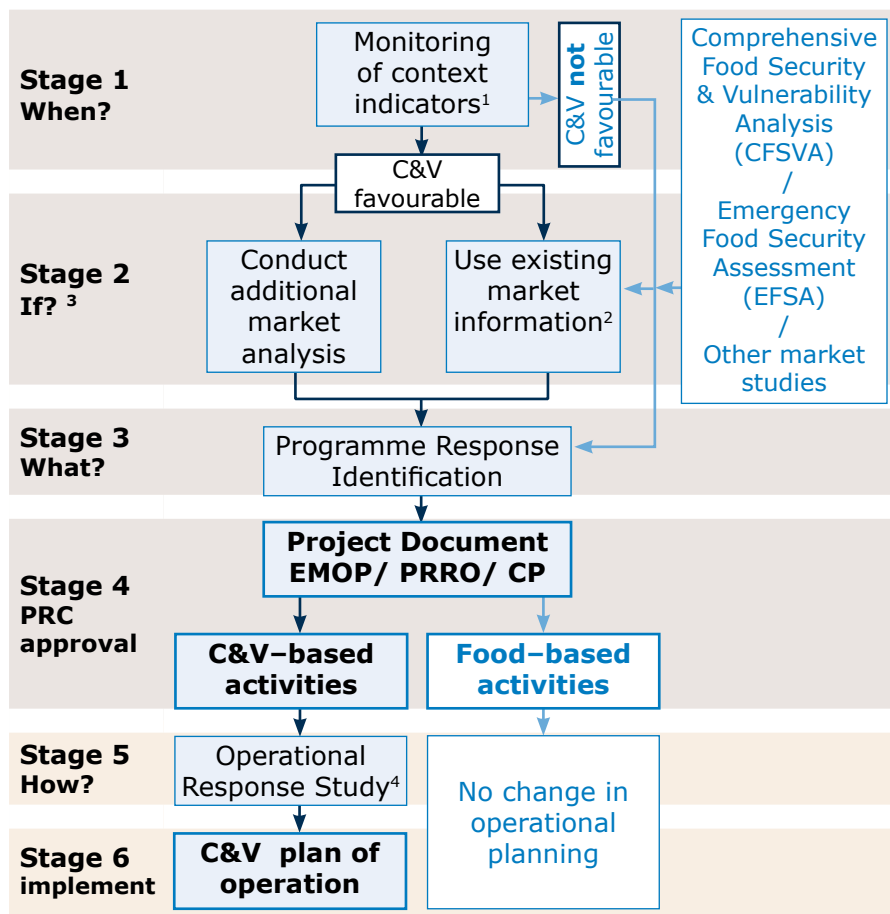 Stage 1
When?
Monitoring
of context
indicators¹
C&V not
favourable
Comprehensive
Food Security
& Vulnerability
Analysis
(CFSVA)
/
Emergency
Food Security
Assessment
(EFSA)
/
Other market
studies
C&V
favourable
Stage 2
If? ³
Conduct
additional
market
analysis
Use existing
market
information²
Stage 3
What?
Programme Response
Identification
Stage 4
PRC
approval
Project Document
EMOP/ PRRO/ CP
C&V–based
activities
Food–based
activities
Stage 5
How?
Operational
Response Study⁴
No change in
operational
planning
Stage 6
implement
C&V plan of
operation